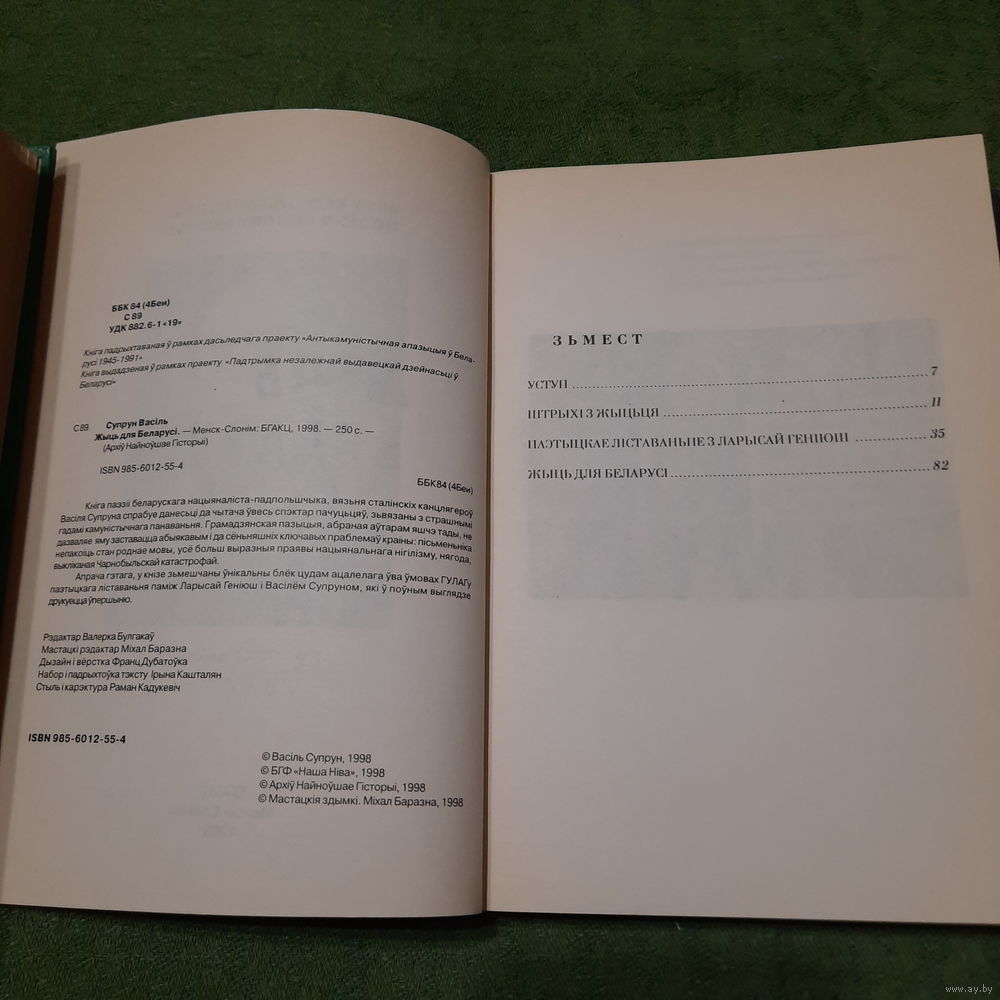 ББК 84 (4Беи)
С 89
УДК 882.6-1 «19»
Кніга падрыхтаваная ў рамках дасьледчага праекту «Антыкамуністычная апазыцыя ў Бела-
русі 1945-1991»
Кніга выдадзеная ў рамках праекту «Падтрымка незалежнай выдавецкай дзейнасьці ў
Беларусі»
Супрун Васіль
С 89 Жыць для Беларусі. — Менск-Слонім: БГАКЦ, 1998. — 250 с. —
(Архіў Найноўшае Гісторыі)
ISBN 985-6012-55-4
ББК 84 (4Беи)
Кніга паэзіі беларускага нацыяналіста-падпольшчыка, вязьня сталінскіх канцлягероў
Васіля Супруна спрабуе данесьці да чытача ўвесь спэктар пачуцьцяў, зьвязаны з страшнымі
гадамі камуністычнага панаваньня. Грамадзянская пазыцыя, абраная аўтарам яшчэ тады, не
дазваляе яму заставацца абыякавым і да сёньняшніх ключавых праблемаў краіны: пісьменьніка
непакоіць стан роднае мовы, усё больш выразныя праявы нацыянальнага нігілізму, нягода,
выкліканая Чарнобыльскай катастрофай.
Апрача гэтага, у кнізе зьмешчаны ўнікальны блёк цудам ацалелага ўва ўмовах ГУЛАГу
паэтыцкага ліставаньня паміж Ларысай Геніюш і Васілём Супруном, які ў поўным выглядзе
друкуецца ўпершыню.
Рэдактар Валерка Булгакаў
Мастацкі рэдактар Міхал Баразна
Дызайн і вёрстка Франц Дубатоўка
Набор і падрыхтоўка тэксту Ірына Кашталян
Стыль і карэктура Раман Кадукевіч
ISBN 985-6012-55-4
© Васіль Супрун, 1998
© БГФ «Наша Ніва», 1998
© Архіў Найноўшае Гісторыі, 1998
© Мастацкія здымкі. Міхал Баразна, 1998
ЗЬМЕСТ
УСТУП ........ 7
ШТРЫХІ З ЖЫЦЬЦЯ ........ 11
ПАЭТЫЦКАЕ ЛІСТАВАНЬНЕ З ЛАРЫСАЙ ГЕНІЮШ ........ 35
ЖЫЦЬ ДЛЯ БЕЛАРУСІ ........ 82
www.ay.by